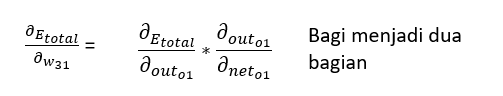 ∂E_total/∂w_31 = ∂E_total/∂out_o1 * ∂out_o1/∂net_o1 Bagi menjadi dua
bagian